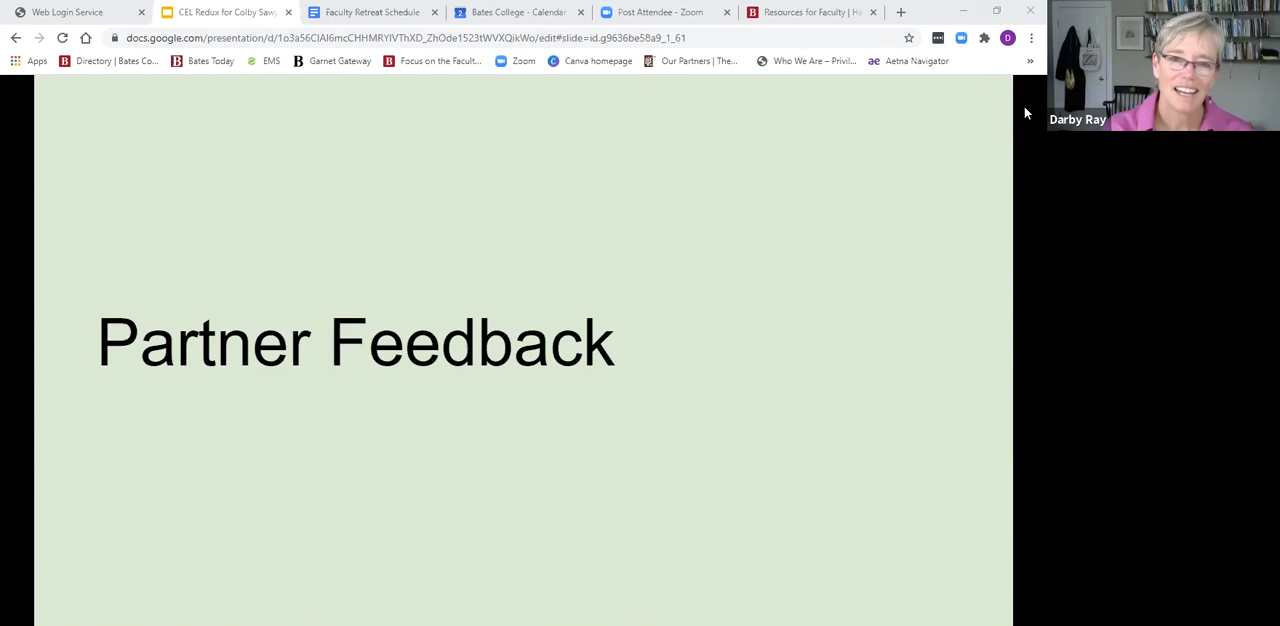 Web Login Service
CEL Redux for Colby Saw
Faculty Retreat Schedule
Bates College - Calendar
Post Attendee - Zoom
Resources for Faculty | Ha
docs.google.com/presentation/d/1o3a56ClAl6mcCHHMRYIVThXD_ZhOde1523tWVXQikWo/edit#slide=id.g9636be58a9_1_61
D
Apps
B Directory | Bates Co...
B Bates Today
EMS
B Garnet Gateway
B Focus on the Facult...
Zoom
C Canva homepage
Our Partners | The...
Who We Are – Privil...
ae Aetna Navigator
»
Darby Ray
Partner Feedback